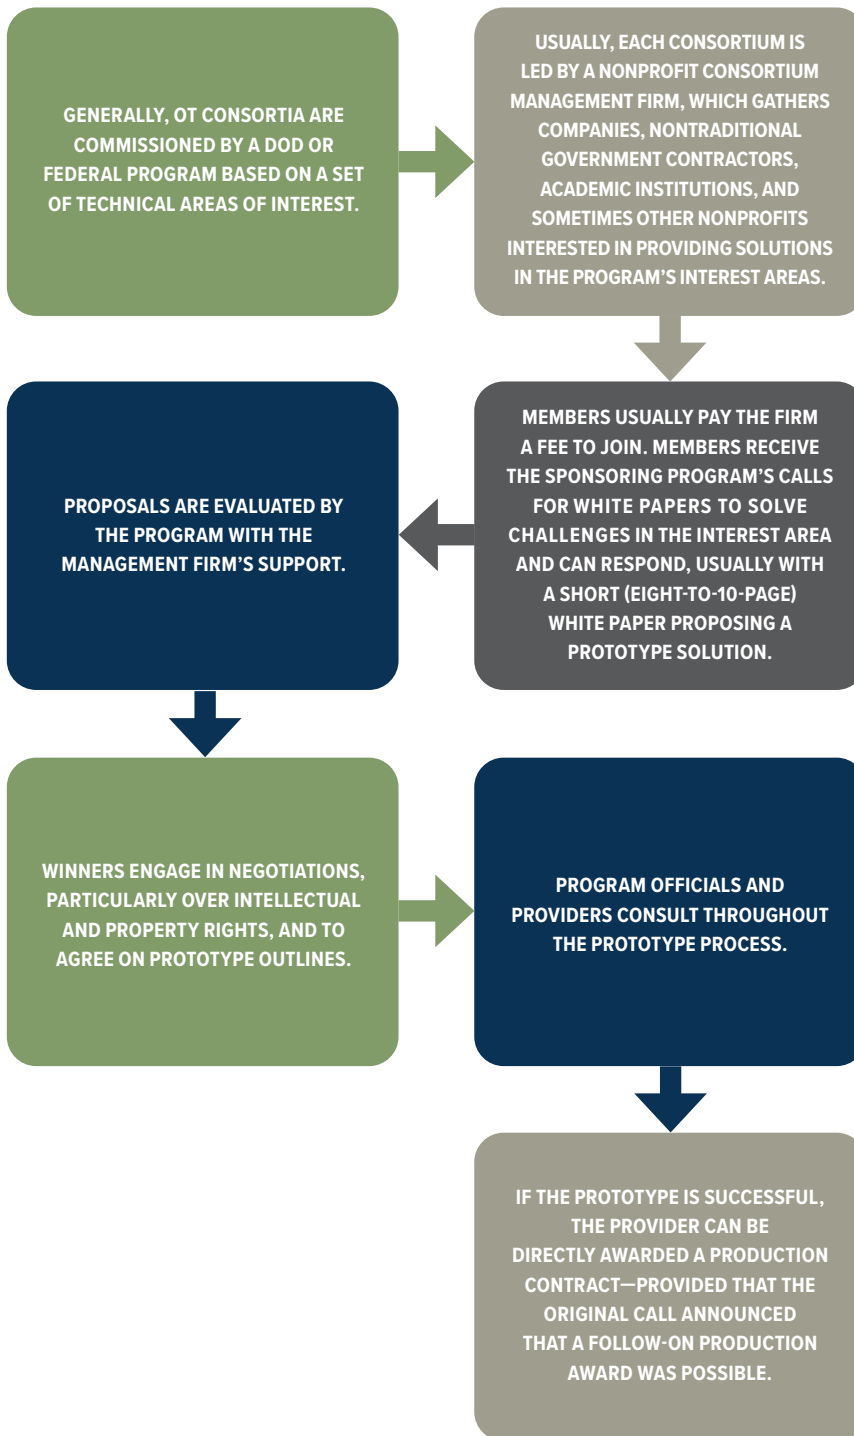 GENERALLY, OT CONSORTIA ARE
COMMISSIONED BY A DOD OR
FEDERAL PROGRAM BASED ON A SET
OF TECHNICAL AREAS OF INTEREST.
USUALLY, EACH CONSORTIUM IS
LED BY A NONPROFIT CONSORTIUM
MANAGEMENT FIRM, WHICH GATHERS
COMPANIES, NONTRADITIONAL
GOVERNMENT CONTRACTORS,
ACADEMIC INSTITUTIONS, AND
SOMETIMES OTHER NONPROFITS
INTERESTED IN PROVIDING SOLUTIONS
IN THE PROGRAM'S INTEREST AREAS.
MEMBERS USUALLY PAY THE FIRM
A FEE TO JOIN. MEMBERS RECEIVE
THE SPONSORING PROGRAM'S CALLS
FOR WHITE PAPERS TO SOLVE
CHALLENGES IN THE INTEREST AREA
AND CAN RESPOND, USUALLY WITH
A SHORT (EIGHT-TO-10-PAGE)
WHITE PAPER PROPOSING A
PROTOTYPE SOLUTION.
PROPOSALS ARE EVALUATED BY
THE PROGRAM WITH THE
MANAGEMENT FIRM'S SUPPORT.
WINNERS ENGAGE IN NEGOTIATIONS,
PARTICULARLY OVER INTELLECTUAL
AND PROPERTY RIGHTS, AND TO
AGREE ON PROTOTYPE OUTLINES.
PROGRAM OFFICIALS AND
PROVIDERS CONSULT THROUGHOUT
THE PROTOTYPE PROCESS.
IF THE PROTOTYPE IS SUCCESSFUL,
THE PROVIDER CAN BE
DIRECTLY AWARDED A PRODUCTION
CONTRACT—PROVIDED THAT THE
ORIGINAL CALL ANNOUNCED
THAT A FOLLOW-ON PRODUCTION
AWARD WAS POSSIBLE.